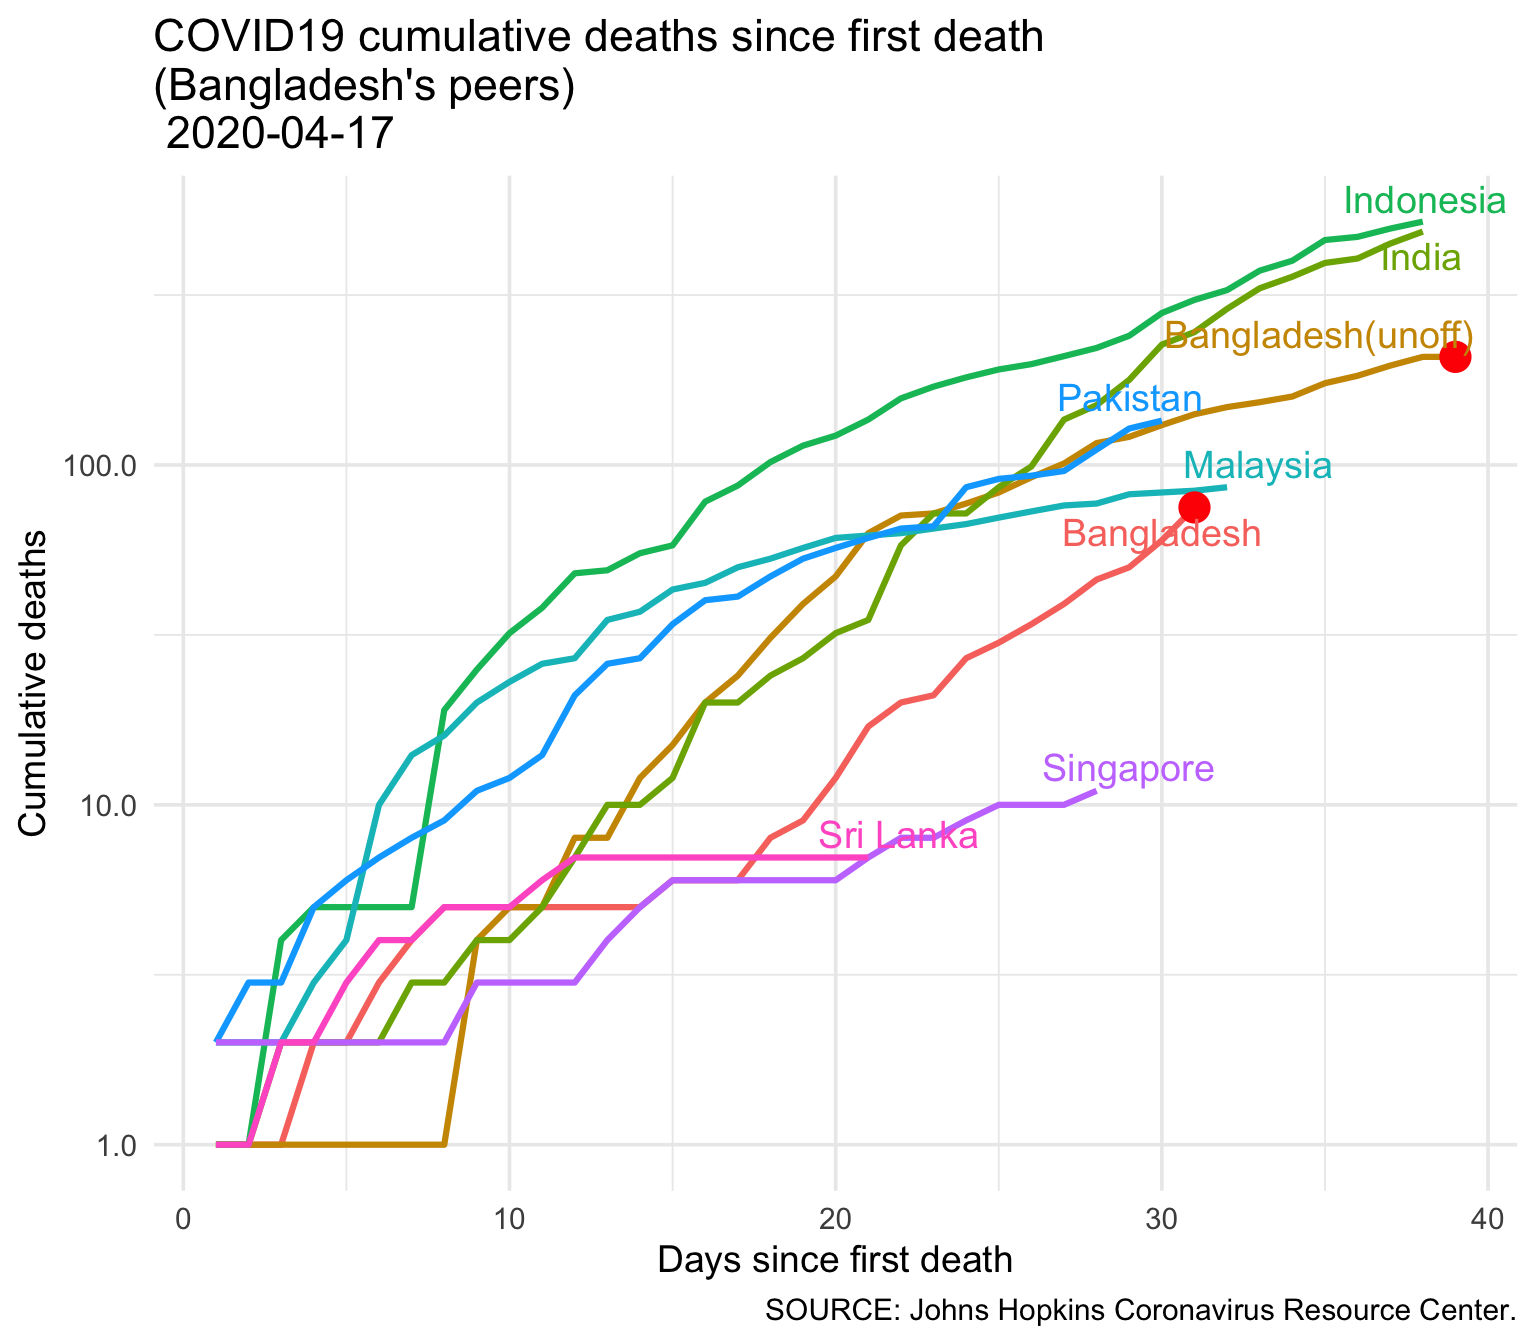 COVID19 cumulative deaths since first death
(Bangladesh's peers)
2020-04-17
Indonesia
India
Bangladesh(unoff)
Pakistan
Malaysia
Bangladesh
Singapore
Sri Lanka
Cumulative deaths
100.0
10.0
1.0
0 10 20 30 40
Days since first death
SOURCE: Johns Hopkins Coronavirus Resource Center.